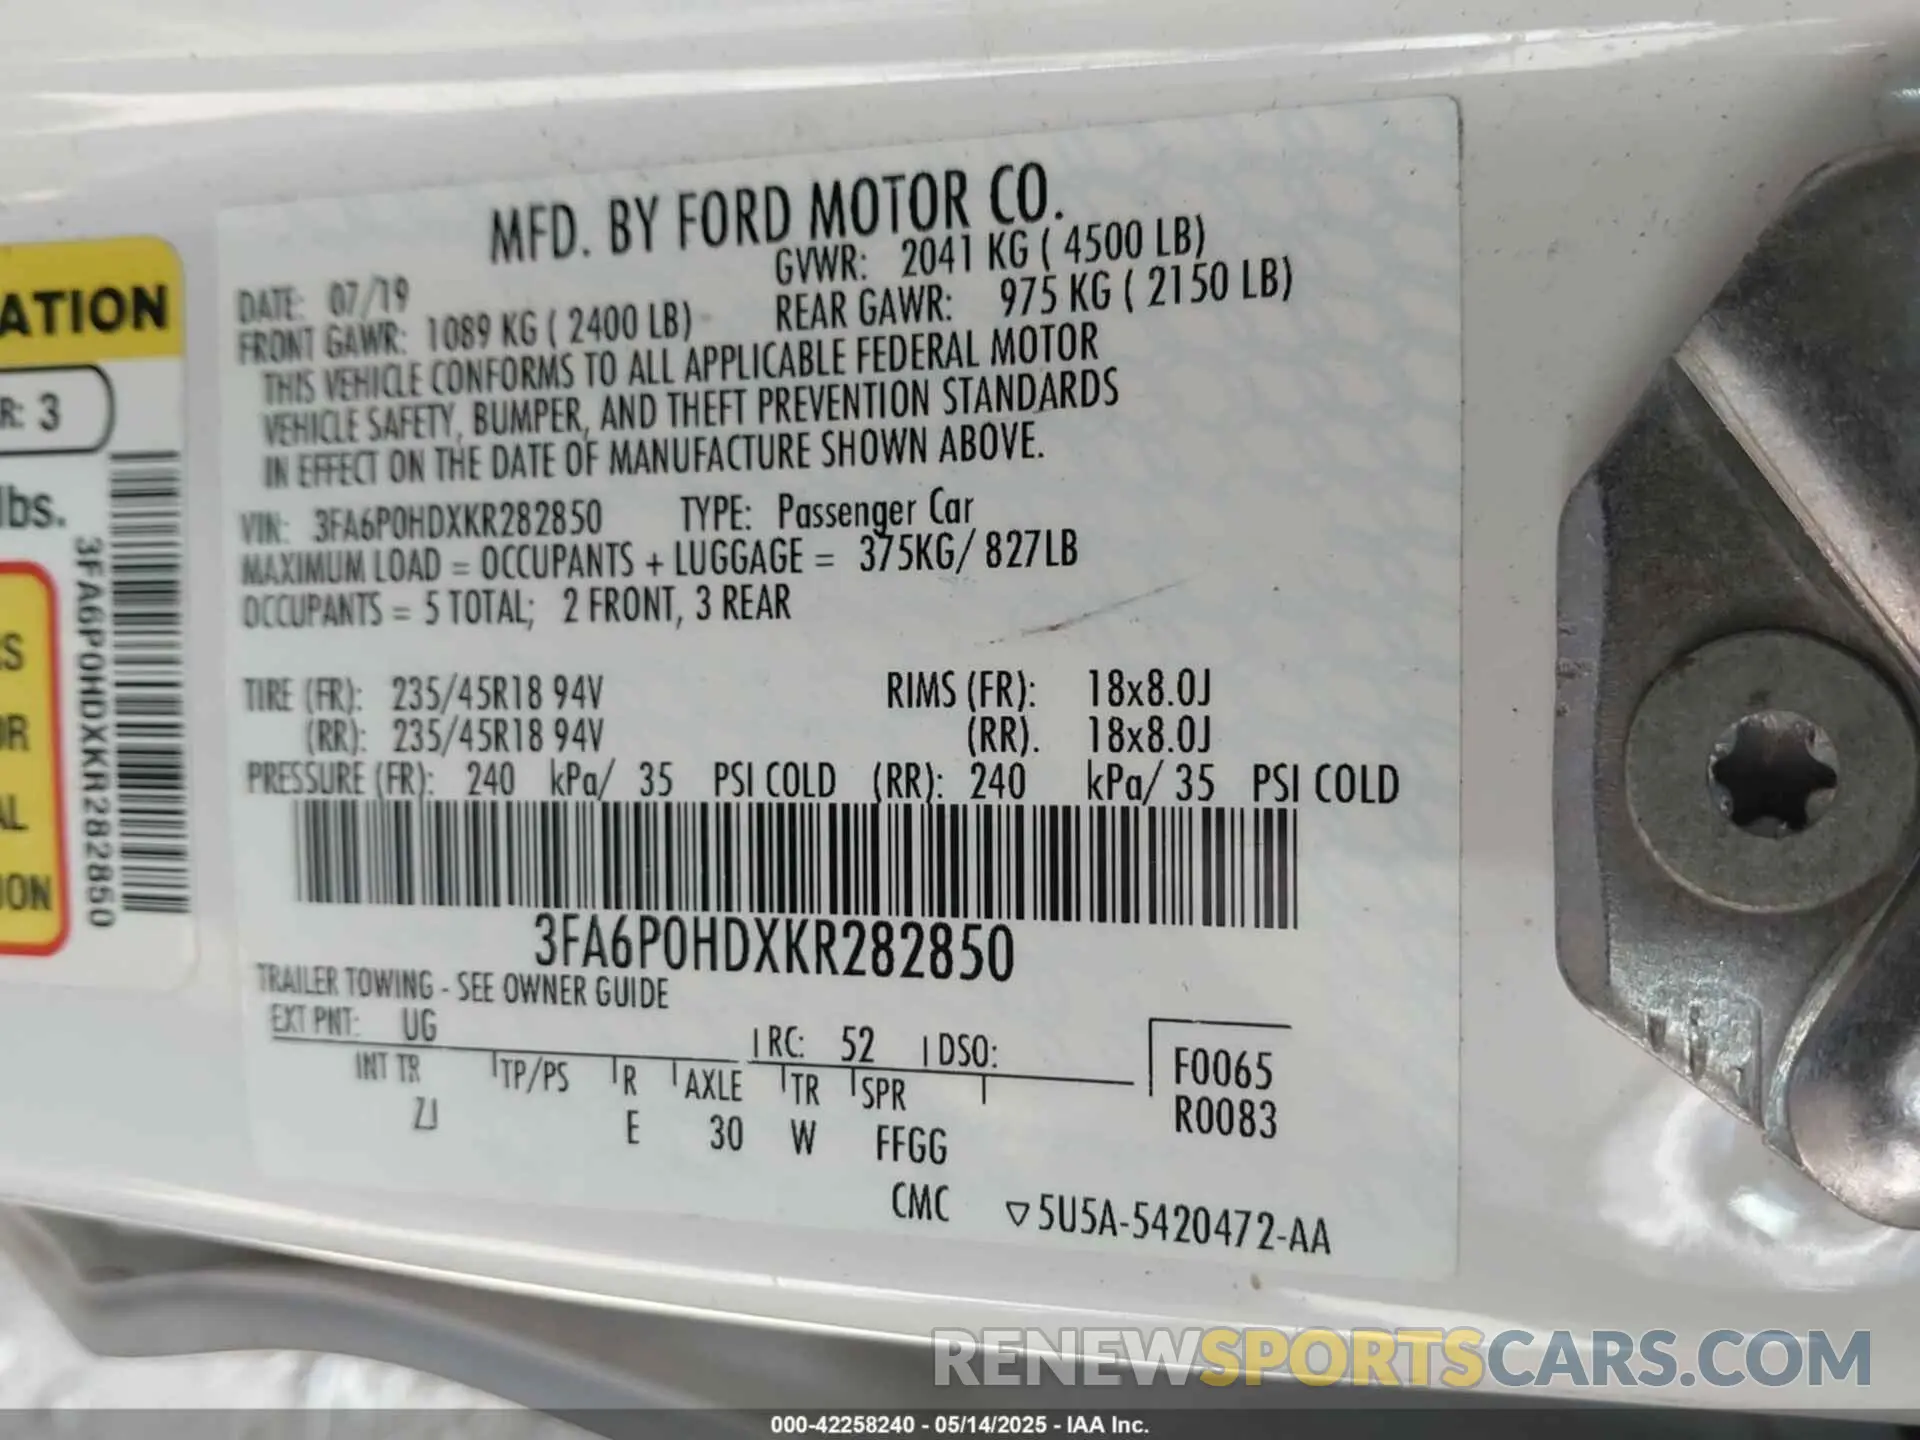 MFD. BY FORD MOTOR CO.
DATE: 07/19
GVWR: 2041 KG ( 4500 LB)
FRONT GAWR: 1089 KG ( 2400 LB)
REAR GAWR: 975 KG ( 2150 LB)
THIS VEHICLE CONFORMS TO ALL APPLICABLE FEDERAL MOTOR
VEHICLE SAFETY, BUMPER, AND THEFT PREVENTION STANDARDS
IN EFFECT ON THE DATE OF MANUFACTURE SHOWN ABOVE.
VIN: 3FA6P0HDXKR282850 TYPE: Passenger Car
MAXIMUM LOAD = OCCUPANTS + LUGGAGE = 375KG/ 827LB
OCCUPANTS = 5 TOTAL; 2 FRONT, 3 REAR
TIRE (FR): 235/45R18 94V RIMS (FR): 18x8.0J
(RR): 235/45R18 94V (RR). 18x8.0J
PRESSURE (FR): 240 kPa/ 35 PSI COLD (RR): 240 kPa/ 35 PSI COLD
3FA6P0HDXKR282850
TRAILER TOWING - SEE OWNER GUIDE
EXT PNT: UG RC: 52 DSO:
INT TR TP/PS R AXLE TR SPR
ZJ E 30 W FFGG
F0065
R0083
CMC ▽5U5A-5420472-AA
ATION
R: 3
lbs.
S
OR
AL
ION
3FA6P0HDXKR282850
RENEWSPORTSCARS.COM
000-42258240 - 05/14/2025 - IAA Inc.